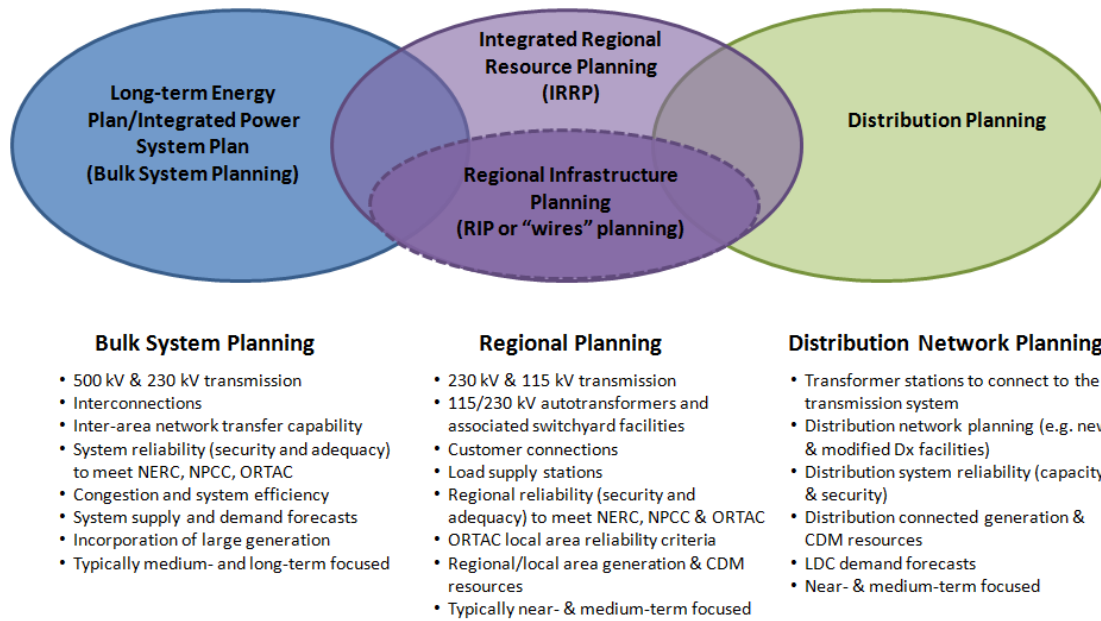 Long-term Energy
Plan/Integrated Power
System Plan
(Bulk System Planning)
Integrated Regional
Resource Planning
(IRRP)
Regional Infrastructure
Planning
(RIP or “wires” planning)
Distribution Planning
Bulk System Planning
• 500 kV & 230 kV transmission
• Interconnections
• Inter-area network transfer capability
• System reliability (security and adequacy)
to meet NERC, NPCC, ORTAC
• Congestion and system efficiency
• System supply and demand forecasts
• Incorporation of large generation
• Typically medium- and long-term focused
Regional Planning
• 230 kV & 115 kV transmission
• 115/230 kV autotransformers and
associated switchyard facilities
• Customer connections
• Load supply stations
• Regional reliability (security and
adequacy) to meet NERC, NPCC & ORTAC
• ORTAC local area reliability criteria
• Regional/local area generation & CDM
resources
• Typically near- & medium-term focused
Distribution Network Planning
• Transformer stations to connect to the
transmission system
• Distribution network planning (e.g. new
& modified Dx facilities)
• Distribution system reliability (capacity
& security)
• Distribution connected generation &
CDM resources
• LDC demand forecasts
• Near- & medium-term focused